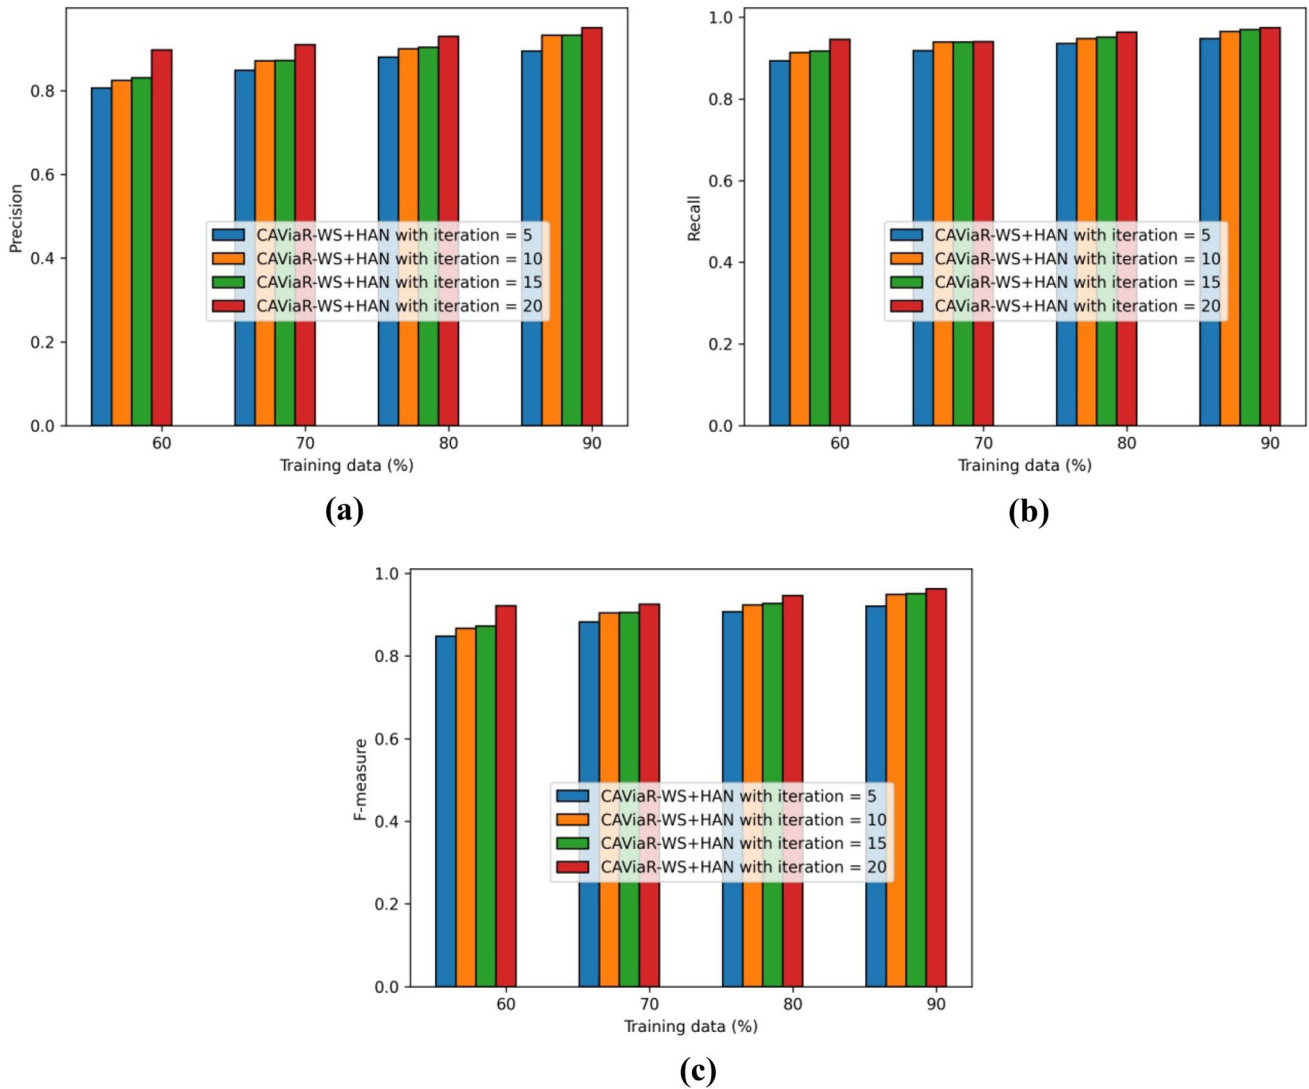 Precision
0.8
0.6
0.4
0.2
0.0
CAViaR-WS+HAN with iteration = 5
CAViaR-WS+HAN with iteration = 10
CAViaR-WS+HAN with iteration = 15
CAViaR-WS+HAN with iteration = 20
60 70 80 90
Training data (%)
(a)
Recall
1.0
0.8
0.6
0.4
0.2
0.0
CAViaR-WS+HAN with iteration = 5
CAViaR-WS+HAN with iteration = 10
CAViaR-WS+HAN with iteration = 15
CAViaR-WS+HAN with iteration = 20
60 70 80 90
Training data (%)
(b)
F-measure
1.0
0.8
0.6
0.4
0.2
0.0
CAViaR-WS+HAN with iteration = 5
CAViaR-WS+HAN with iteration = 10
CAViaR-WS+HAN with iteration = 15
CAViaR-WS+HAN with iteration = 20
60 70 80 90
Training data (%)
(c)